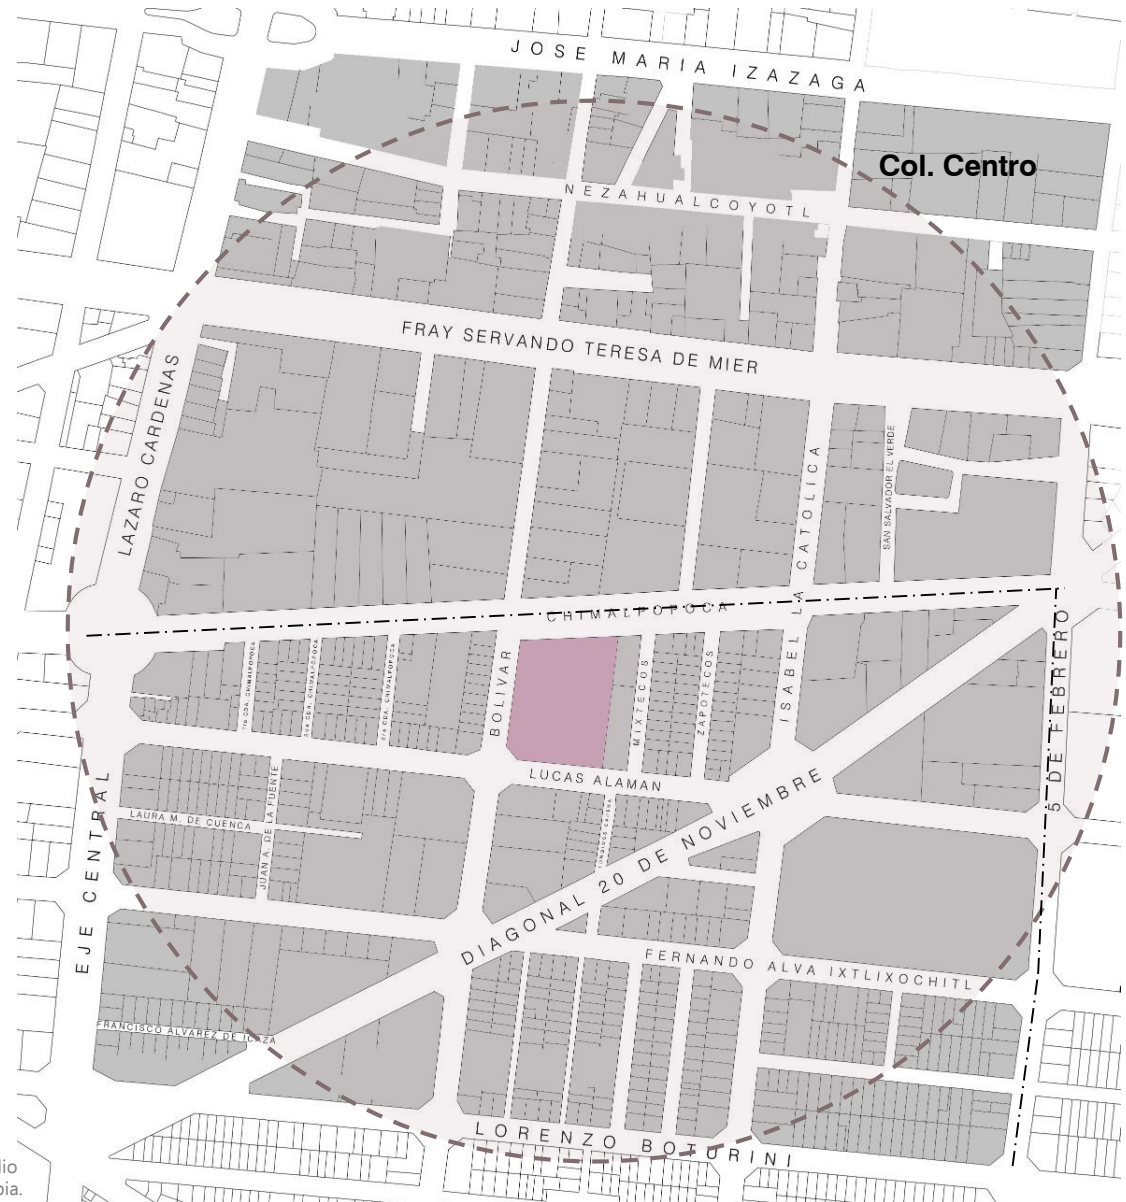 JOSE MARIA IZAZAGA
Col. Centro
NEZAHUALCOYOTL
FRAY SERVANDO TERESA DE MIER
LAZARO CARDENAS
SAN SALVADOR EL VERDE
ISABEL LA CATOLICA
CHIMALPOPOCA
5 DE FEBRERO
BOLIVAR
MIXTECOS
ZAPOTECOS
LUCAS ALAMAN
EJE CENTRAL
LAURA M. DE CUENCA
JUAN A. DE LA FUENTE
DIAGONAL 20 DE NOVIEMBRE
FERNANDO ALVA IXTLIXOCHITL
FRANCISCO ALVAREZ DE ICAZA
LORENZO BOTURINI